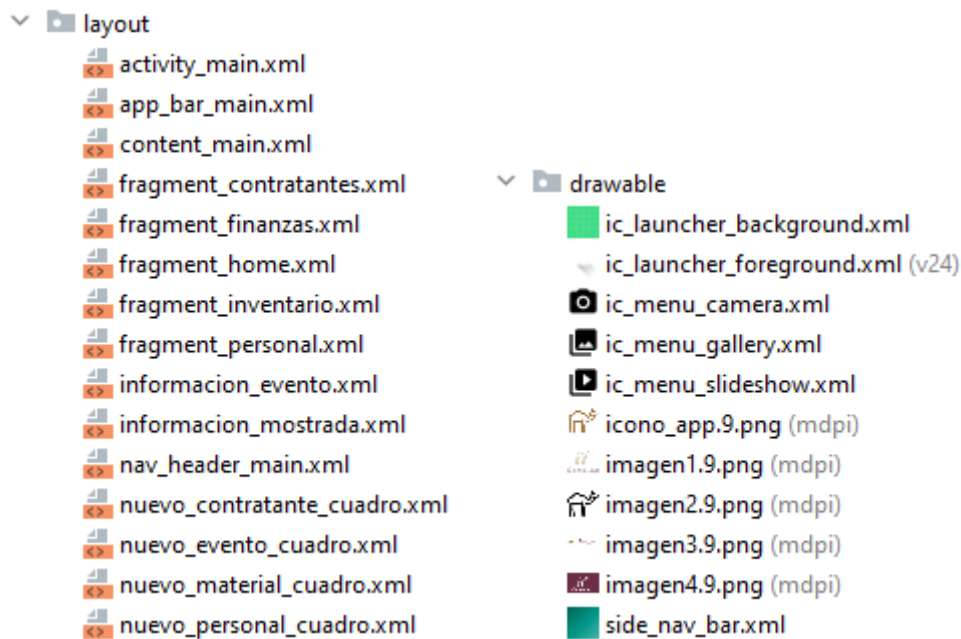 layout
activity_main.xml
app_bar_main.xml
content_main.xml
fragment_contratantes.xml
fragment_finanzas.xml
fragment_home.xml
fragment_inventario.xml
fragment_personal.xml
informacion_evento.xml
informacion_mostrada.xml
nav_header_main.xml
nuevo_contratante_cuadro.xml
nuevo_evento_cuadro.xml
nuevo_material_cuadro.xml
nuevo_personal_cuadro.xml
drawable
ic_launcher_background.xml
ic_launcher_foreground.xml (v24)
ic_menu_camera.xml
ic_menu_gallery.xml
ic_menu_slideshow.xml
icono_app.9.png (mdpi)
imagen1.9.png (mdpi)
imagen2.9.png (mdpi)
imagen3.9.png (mdpi)
imagen4.9.png (mdpi)
side_nav_bar.xml